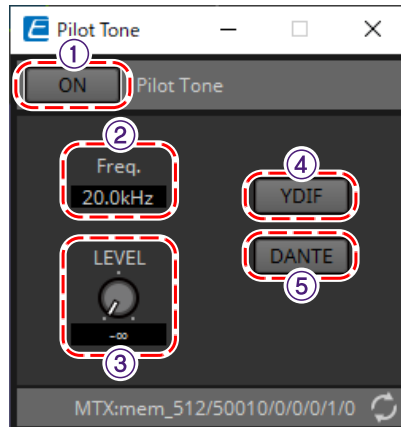 Pilot Tone
①
ON Pilot Tone
②
Freq.
20.0kHz
④
YDIF
LEVEL
-∞
③
DANTE
⑤
MTX:mem_512/50010/0/0/0/1/0